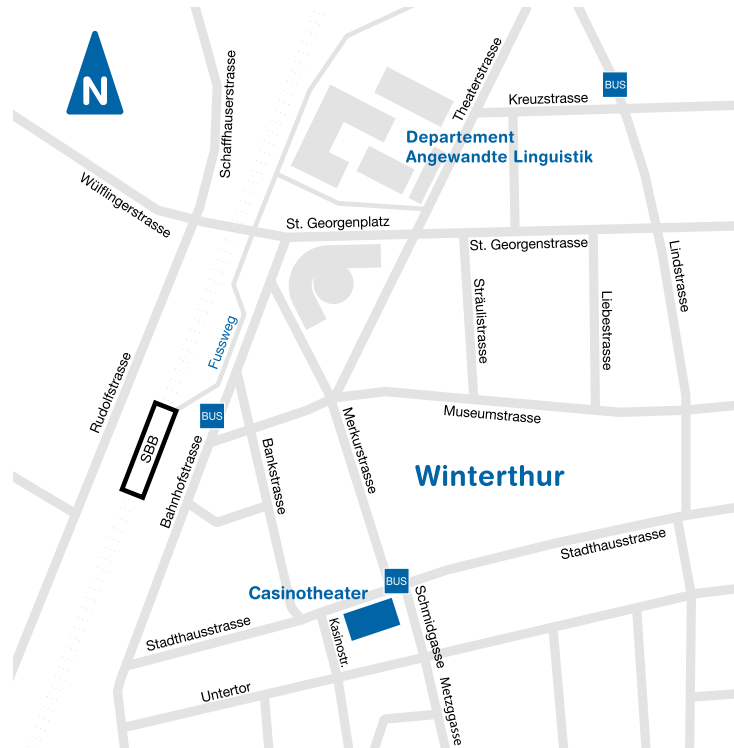 N
Schaffhauserstrasse
Theaterstrasse
BUS
Kreuzstrasse
Departement
Angewandte Linguistik
Wülflingerstrasse
St. Georgenplatz
St. Georgenstrasse
Lindstrasse
Sträulistrasse
Liebestrasse
Fussweg
Rudolfstrasse
BUS
SBB
Bahnhofstrasse
Bankstrasse
Merkurstrasse
Museumstrasse
Winterthur
Stadthausstrasse
BUS
Casinotheater
Schmidgasse
Stadthausstrasse
Kasinostr.
Untertor
Metzggasse